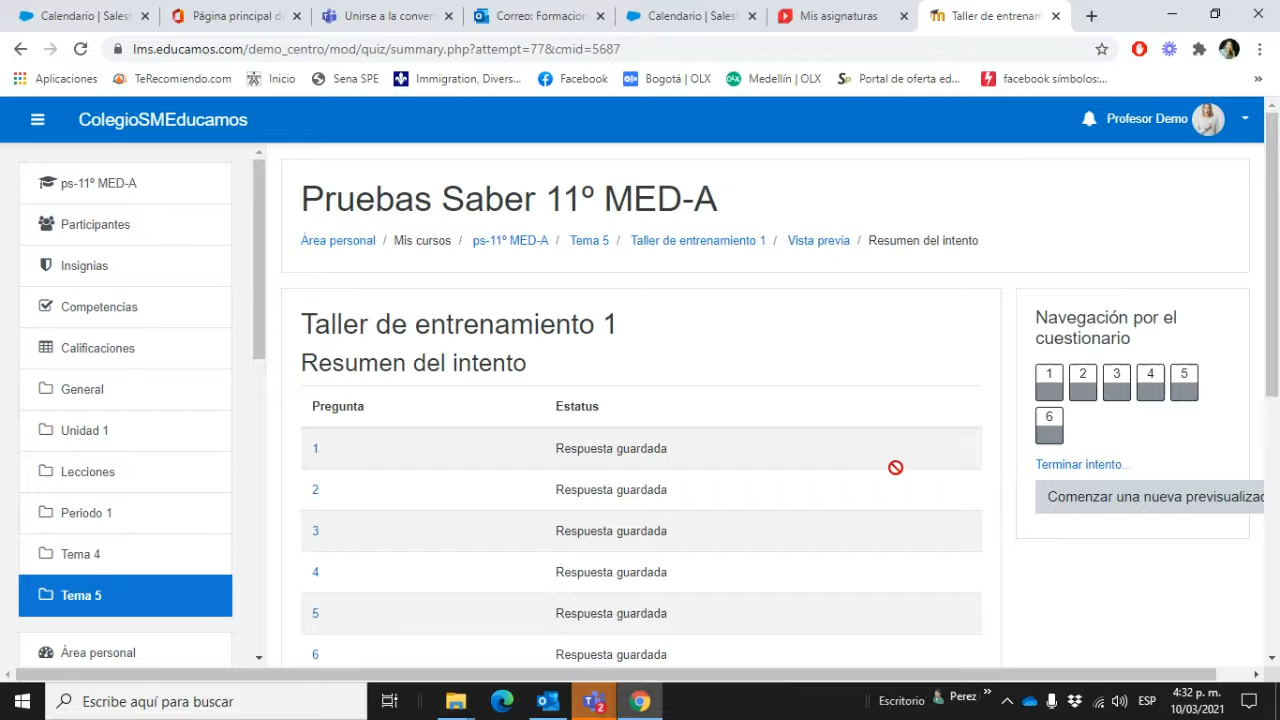 Calendario | Salest
Página principal d
Unirse a la conver
Correo: Formacion
Calendario | Salest
Mis asignaturas
Taller de entrenam
lms.educamos.com/demo_centro/mod/quiz/summary.php?attempt=77&cmid=5687
Aplicaciones
TeRecomiendo.com
Inicio
Sena SPE
Immigration, Divers...
Facebook
Bogotá | OLX
Medellín | OLX
Portal de oferta ed...
facebook símbolos:...
»
ColegioSMEducamos
Profesor Demo
ps-11º MED-A
Participantes
Insignias
Competencias
Calificaciones
General
Unidad 1
Lecciones
Periodo 1
Tema 4
Tema 5
Área personal
Pruebas Saber 11º MED-A
Área personal / Mis cursos / ps-11º MED-A / Tema 5 / Taller de entrenamiento 1 / Vista previa / Resumen del intento
Taller de entrenamiento 1
Resumen del intento
Pregunta Estatus
1 Respuesta guardada
2 Respuesta guardada
3 Respuesta guardada
4 Respuesta guardada
5 Respuesta guardada
6 Respuesta guardada
Navegación por el
cuestionario
1 2 3 4 5
6
Terminar intento...
Comenzar una nueva previsualizac
Escribe aquí para buscar
2
Escritorio
Perez
»
ESP
4:32 p. m.
10/03/2021